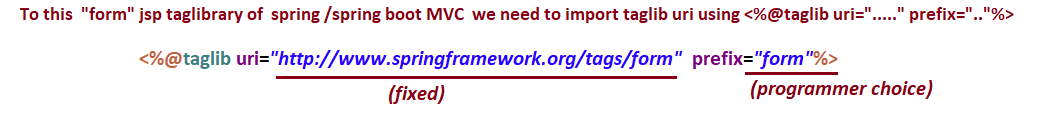 To this "form" jsp taglibrary of spring /spring boot MVC we need to import taglib uri using <%@taglib uri="....." prefix=".."%>
<%@taglib uri="http://www.springframework.org/tags/form" prefix="form"%>
(fixed) (programmer choice)